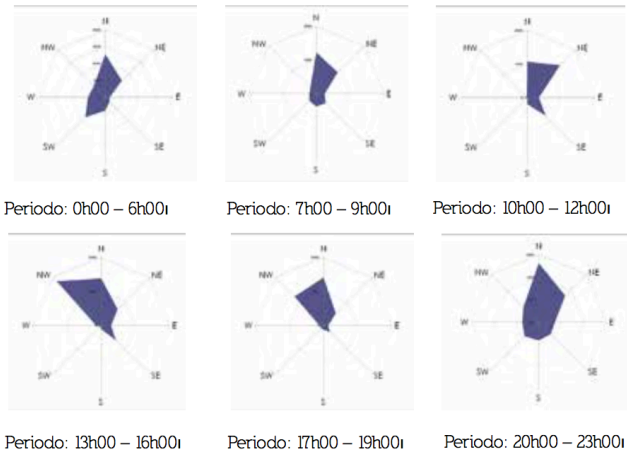 N
NW NE
W E
SW SE
S
N
NW NE
W E
SW SE
S
N
NW NE
W E
SW SE
S
Periodo: 0h00 – 6h00
Periodo: 7h00 – 9h00
Periodo: 10h00 – 12h00
N
NW NE
W E
SW SE
S
N
NW NE
W E
SW SE
S
N
NW NE
W E
SW SE
S
Periodo: 13h00 – 16h00
Periodo: 17h00 – 19h00
Periodo: 20h00 – 23h00